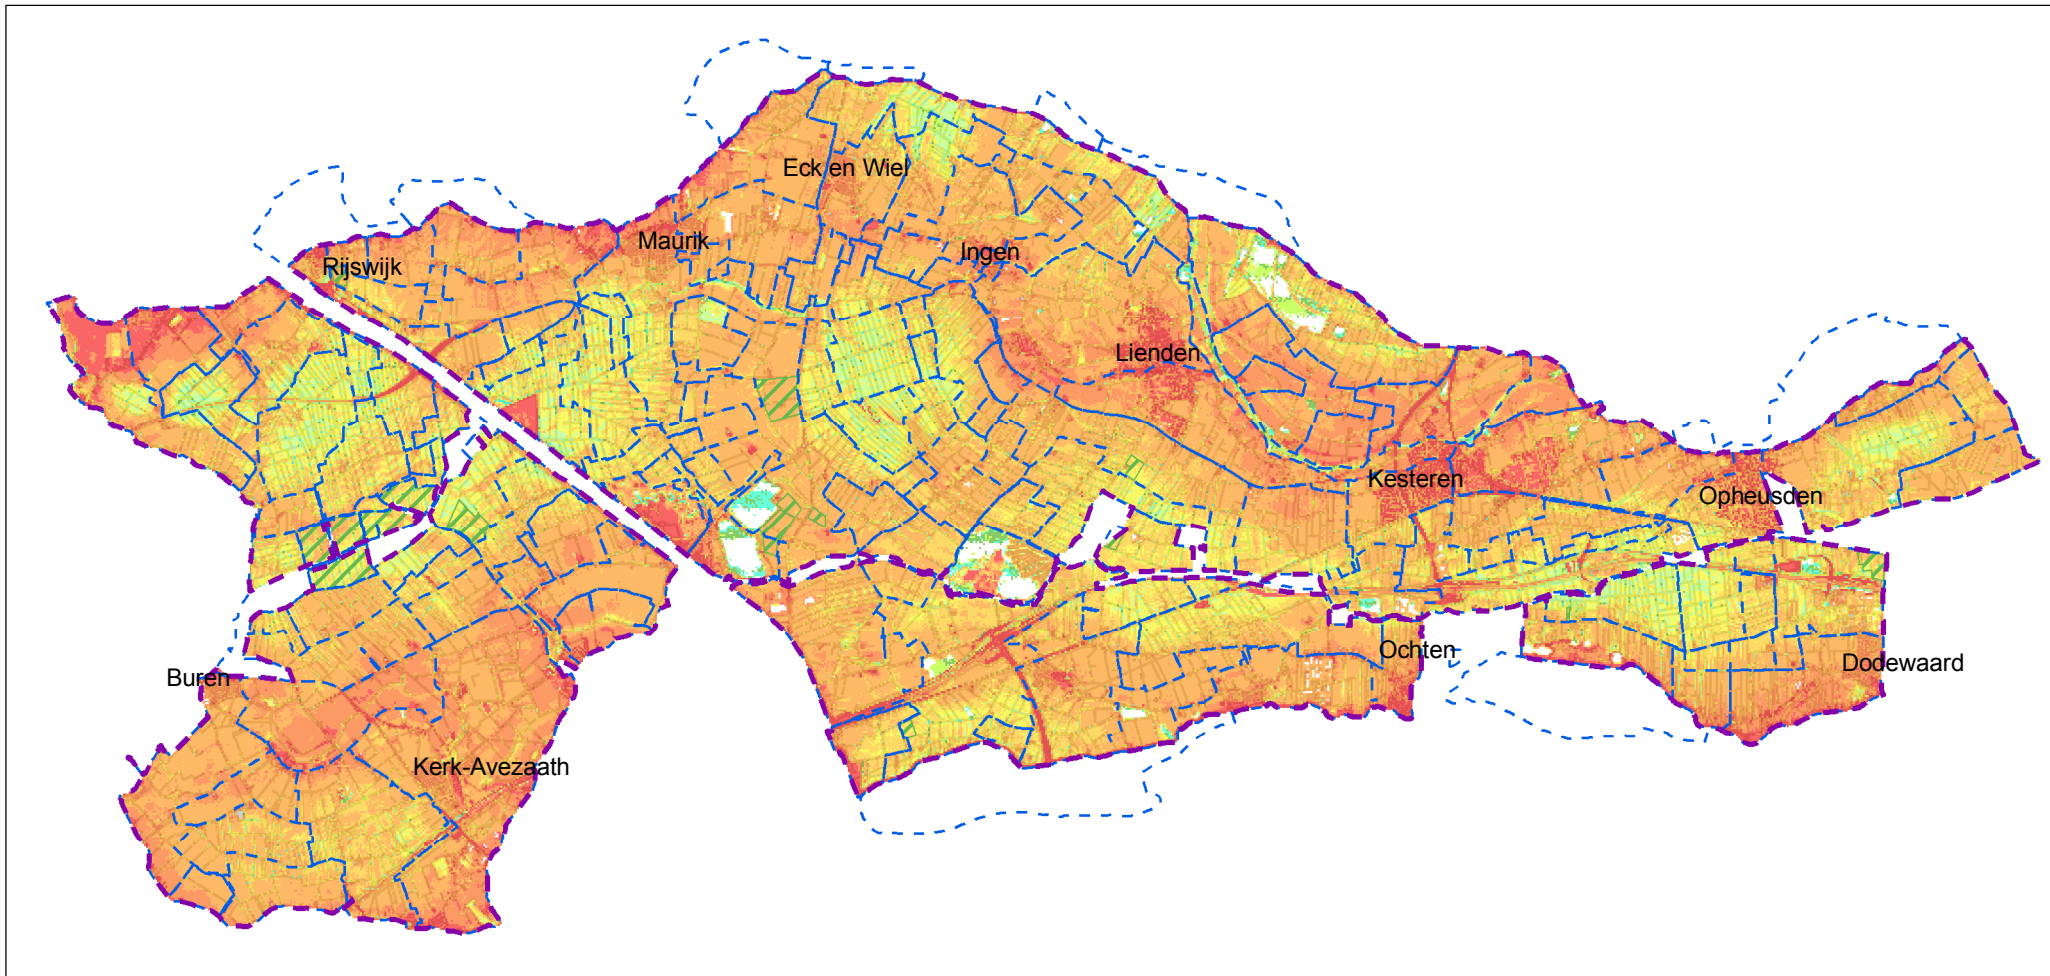 Eck en Wiel
Maurik
Ingen
Rijswijk
Lienden
Kesteren
Opheusden
Ochten
Dodewaard
Buren
Kerk-Avezaath